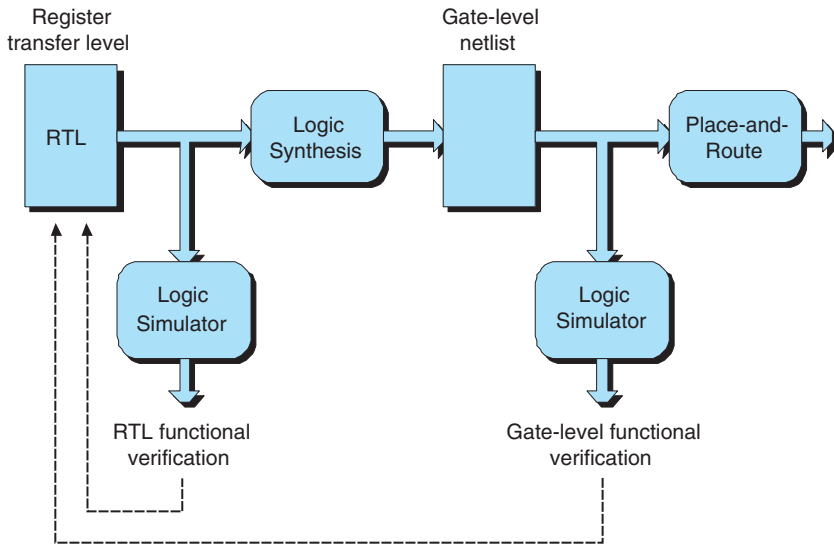 Register
transfer level
Gate-level
netlist
RTL
Logic
Synthesis
Place-and-
Route
Logic
Simulator
Logic
Simulator
RTL functional
verification
Gate-level functional
verification